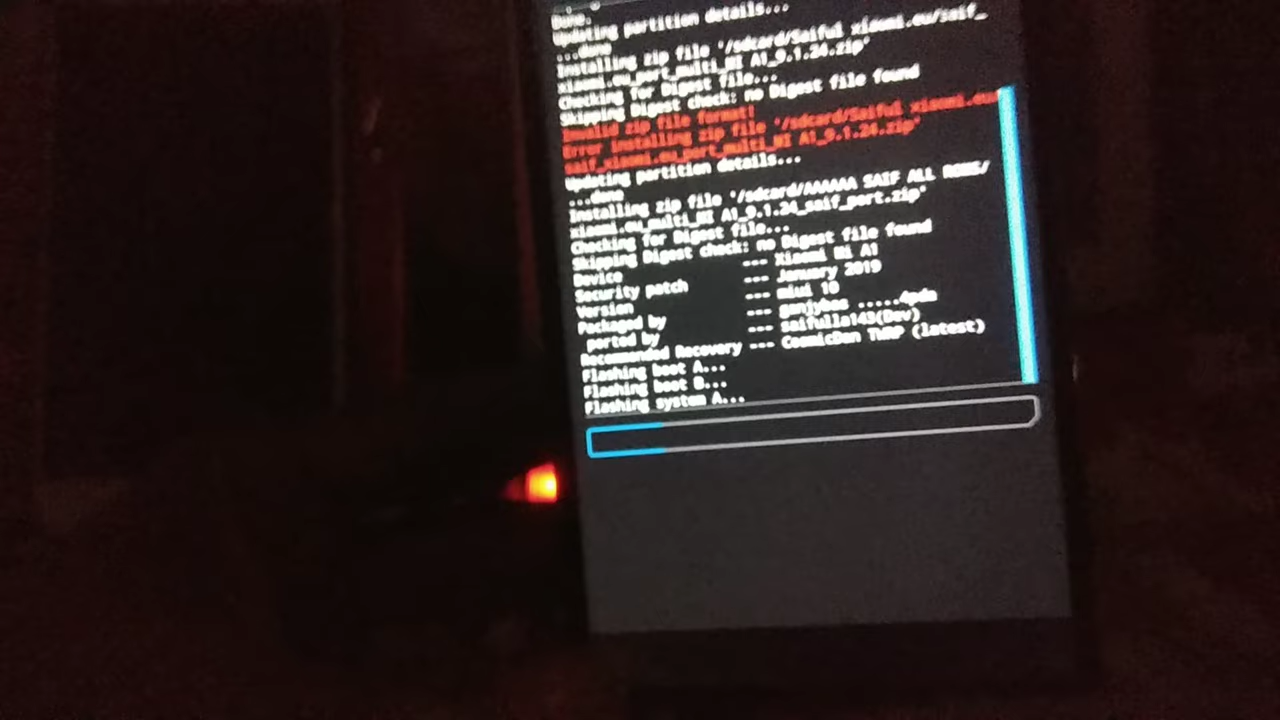 Done.
Updating partition details...
...done
Installing zip file '/sdcard/Saiful xiaomi.eu/saif_
xiaomi.eu_port_multi_MI A1_9.1.24.zip'
Checking for Digest file...
Skipping Digest check: no Digest file found
Invalid zip file format!
Error installing zip file '/sdcard/Saiful xiaomi.eu/
saif_xiaomi.eu_port_multi_MI A1_9.1.24.zip'
Updating partition details...
...done
Installing zip file '/sdcard/AAAAAA SAIF ALL ROMS/
xiaomi.eu_multi_MI A1_9.1.24_saif_port.zip'
Checking for Digest file...
Skipping Digest check: no Digest file found
Device --- Xiaomi Mi A1
Security patch --- January 2019
Version --- miui 10
Packaged by --- ganjybas .....4pda
ported by --- saifulla143(Dev)
Recommended Recovery --- CosmicDan TWRP (latest)
Flashing boot A...
Flashing boot B...
Flashing system A...